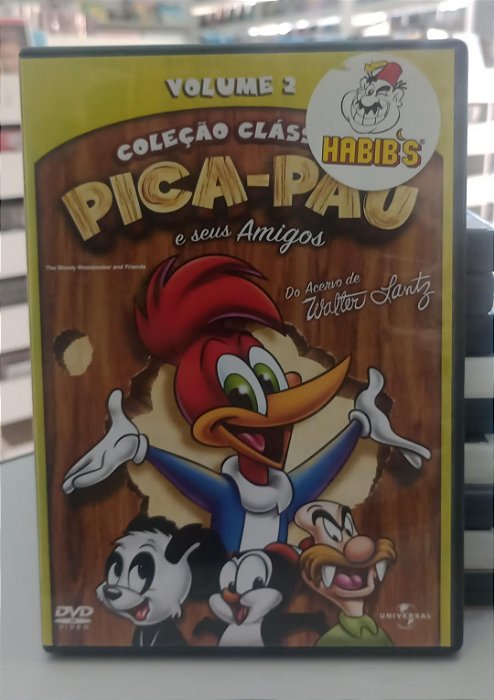 VOLUME 2
HABIB'S
COLEÇÃO
PICA-PAU
e seus Amigos
The Woody Woodpecker and Friends
Do Acervo de
Walter Lantz
DVD
VIDEO
UNIVERSAL